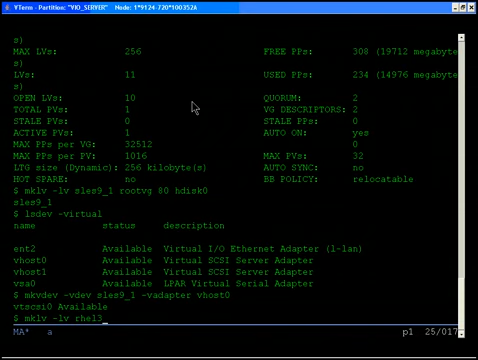 VTerm - Partition: "VIO_SERVER"   Node: 1*9124-720*100352A
s)
MAX LVs: 256 FREE PPs: 308 (19712 megabyte
s)
LVs: 11 USED PPs: 234 (14976 megabyte
s)
OPEN LVs: 10 QUORUM: 2
TOTAL PVs: 1 VG DESCRIPTORS: 2
STALE PVs: 0 STALE PPs: 0
ACTIVE PVs: 1 AUTO ON: yes
MAX PPs per VG: 32512 0
MAX PPs per PV: 1016 MAX PVs: 32
LTG size (Dynamic): 256 kilobyte(s) AUTO SYNC: no
HOT SPARE: no BB POLICY: relocatable
$ mklv -lv sles9_1 rootvg 80 hdisk0
sles9_1
$ lsdev -virtual
name status description
ent2 Available Virtual I/O Ethernet Adapter (l-lan)
vhost0 Available Virtual SCSI Server Adapter
vhost1 Available Virtual SCSI Server Adapter
vsa0 Available LPAR Virtual Serial Adapter
$ mkvdev -vdev sles9_1 -vadapter vhost0
vtscsi0 Available
$ mklv -lv rhel3_
MA* a p1 25/017